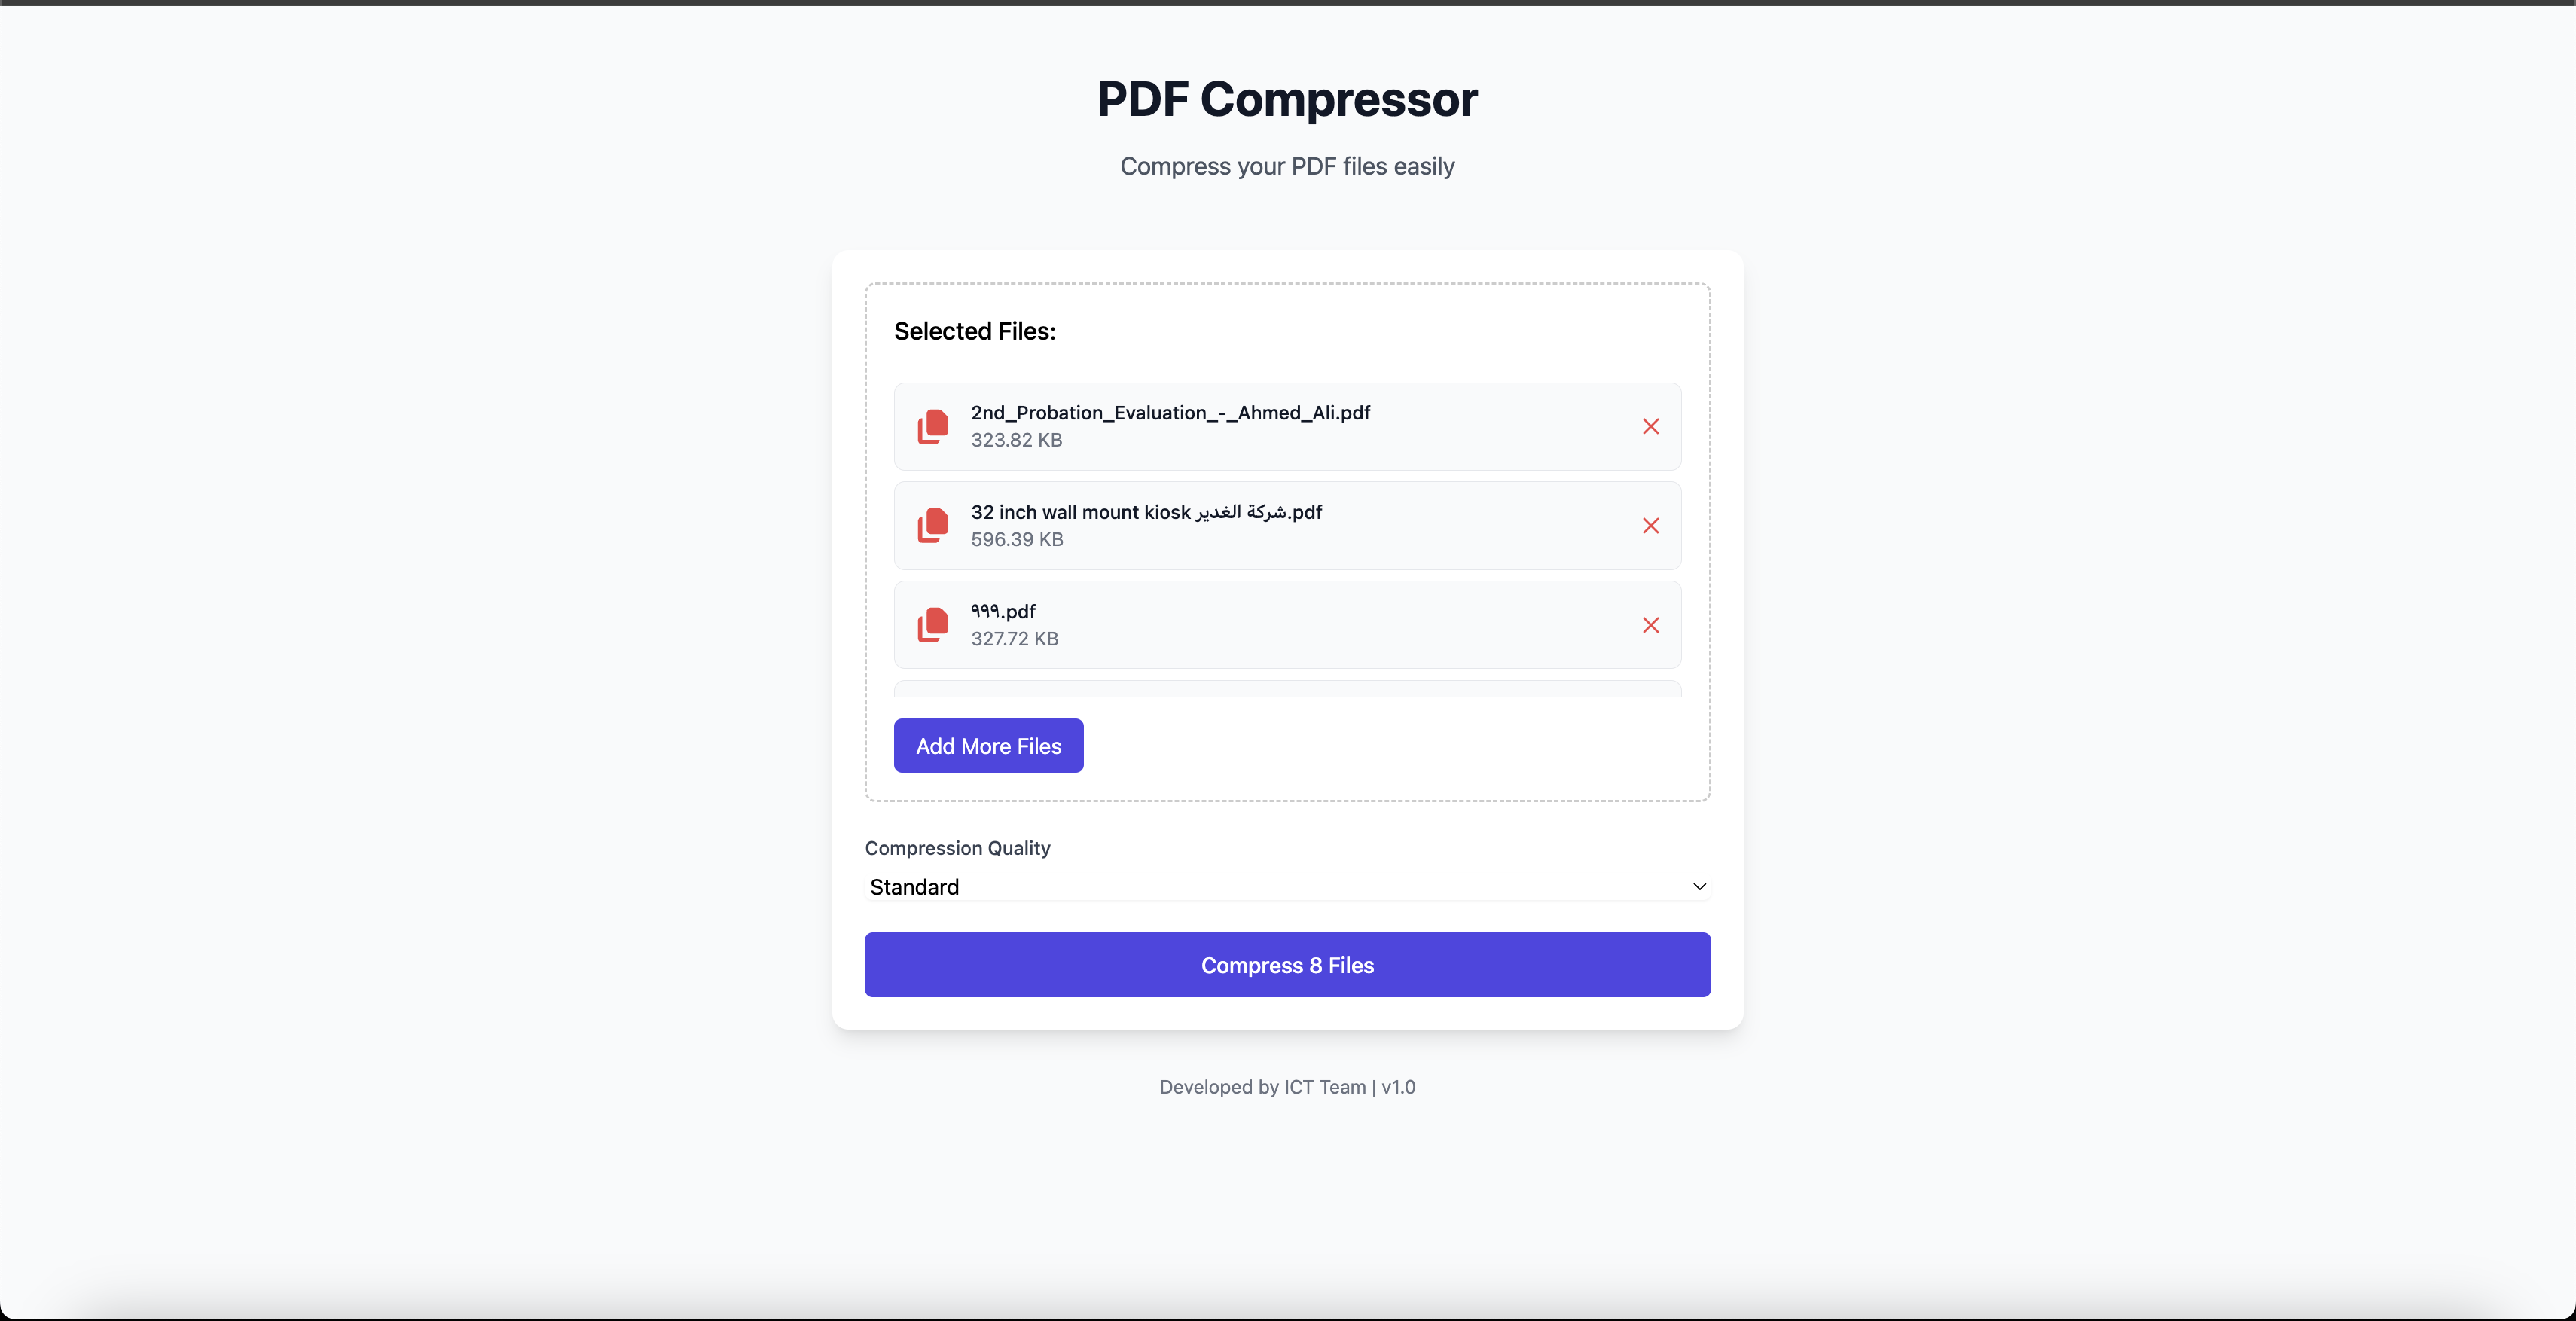 PDF Compressor
Compress your PDF files easily
Selected Files:
2nd_Probation_Evaluation_-_Ahmed_Ali.pdf
323.82 KB
32 inch wall mount kiosk شركة الغدير.pdf
596.39 KB
٩٩٩.pdf
327.72 KB
Add More Files
Compression Quality
Standard
Compress 8 Files
Developed by ICT Team | v1.0